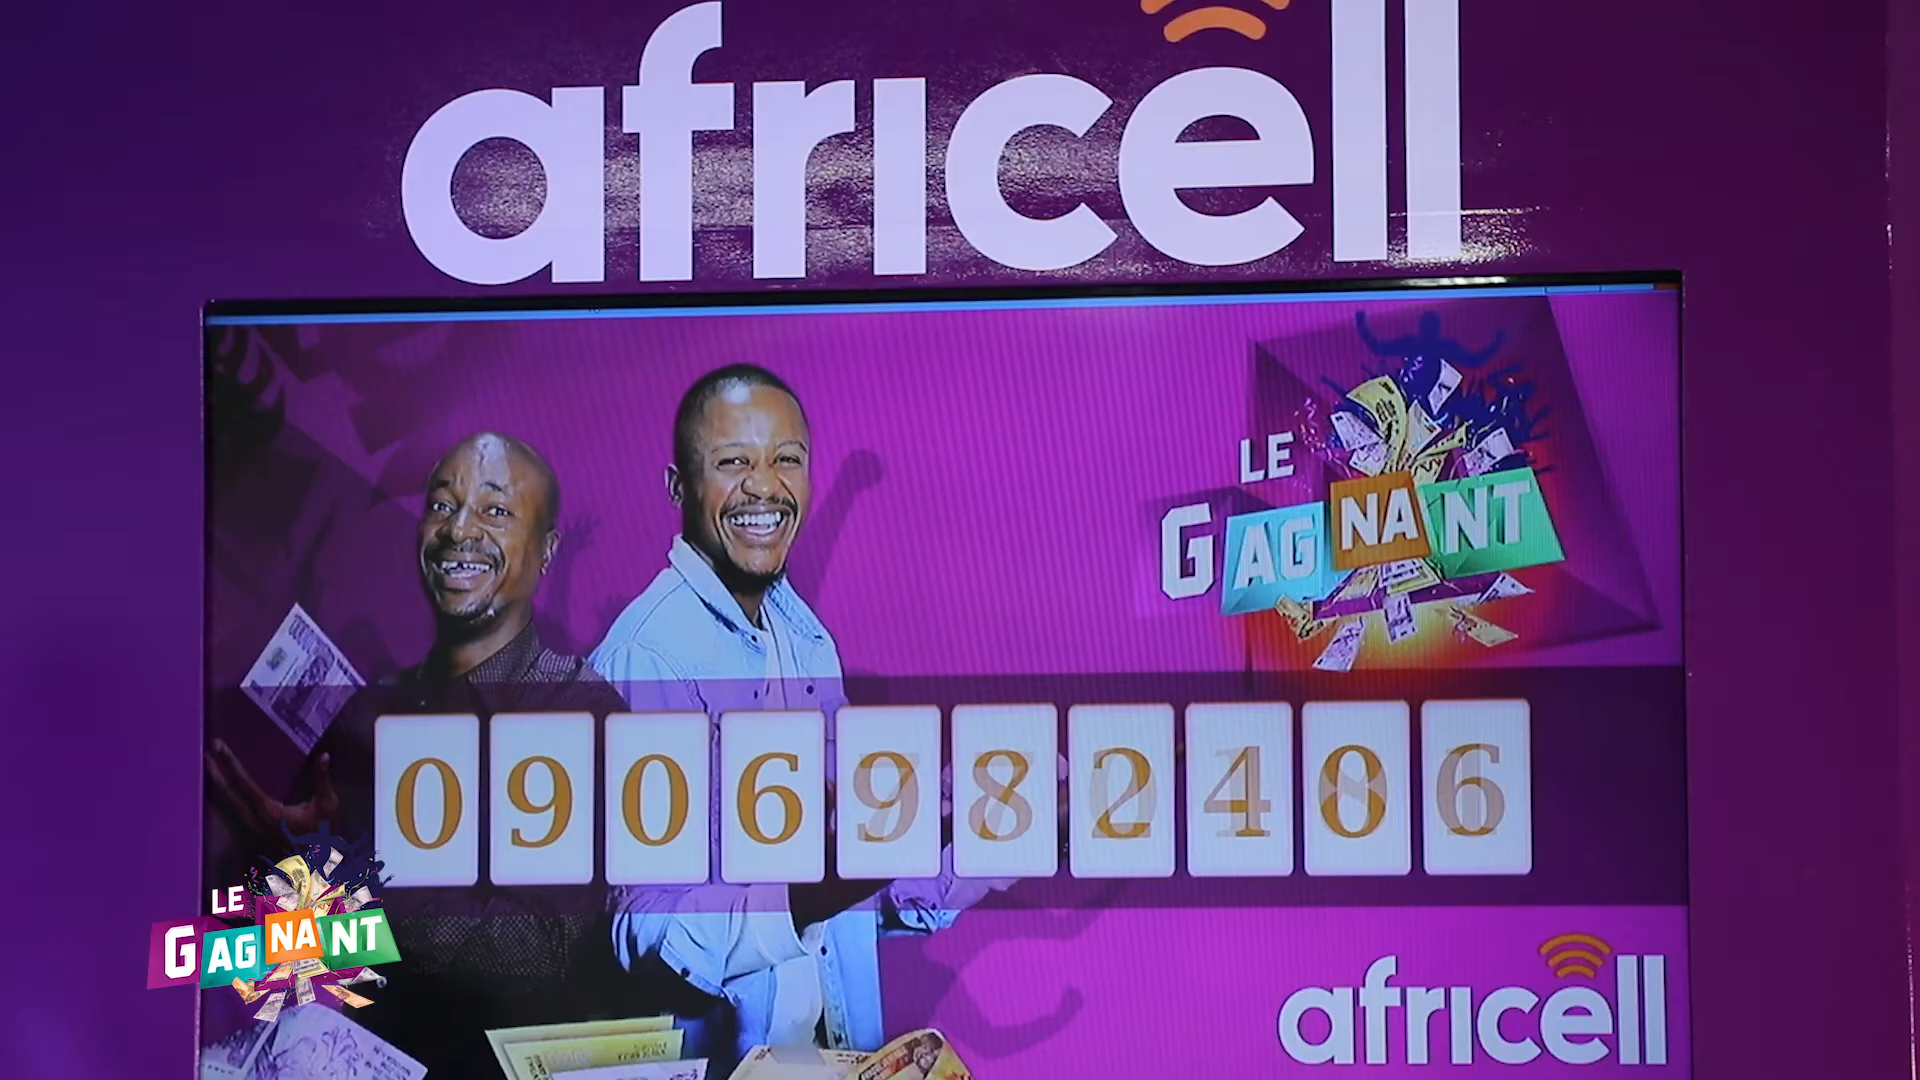 africell
LE
GAGNANT
0906982406
LE
GAGNANT
africell